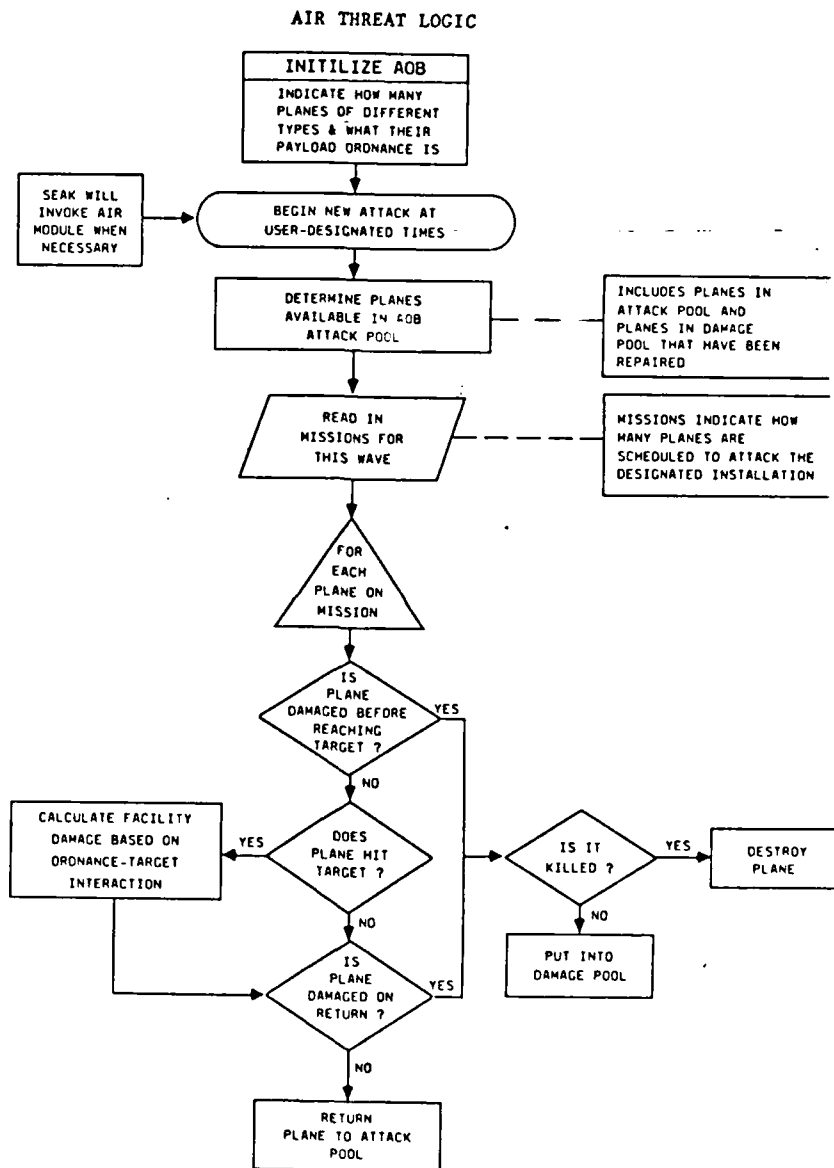 AIR THREAT LOGIC
INITILIZE AOB
INDICATE HOW MANY
PLANES OF DIFFERENT
TYPES & WHAT THEIR
PAYLOAD ORDNANCE IS
SEAK WILL
INVOKE AIR
MODULE WHEN
NECESSARY
BEGIN NEW ATTACK AT
USER-DESIGNATED TIMES
DETERMINE PLANES
AVAILABLE IN AOB
ATTACK POOL
INCLUDES PLANES IN
ATTACK POOL AND
PLANES IN DAMAGE
POOL THAT HAVE BEEN
REPAIRED
READ IN
MISSIONS FOR
THIS WAVE
MISSIONS INDICATE HOW
MANY PLANES ARE
SCHEDULED TO ATTACK THE
DESIGNATED INSTALLATION
FOR
EACH
PLANE ON
MISSION
IS
PLANE
DAMAGED BEFORE
REACHING
TARGET ?
YES
NO
CALCULATE FACILITY
DAMAGE BASED ON
ORDNANCE-TARGET
INTERACTION
YES
DOES
PLANE HIT
TARGET ?
NO
IS IT
KILLED ?
YES
DESTROY
PLANE
NO
PUT INTO
DAMAGE POOL
IS
PLANE
DAMAGED ON
RETURN ?
YES
NO
RETURN
PLANE TO ATTACK
POOL